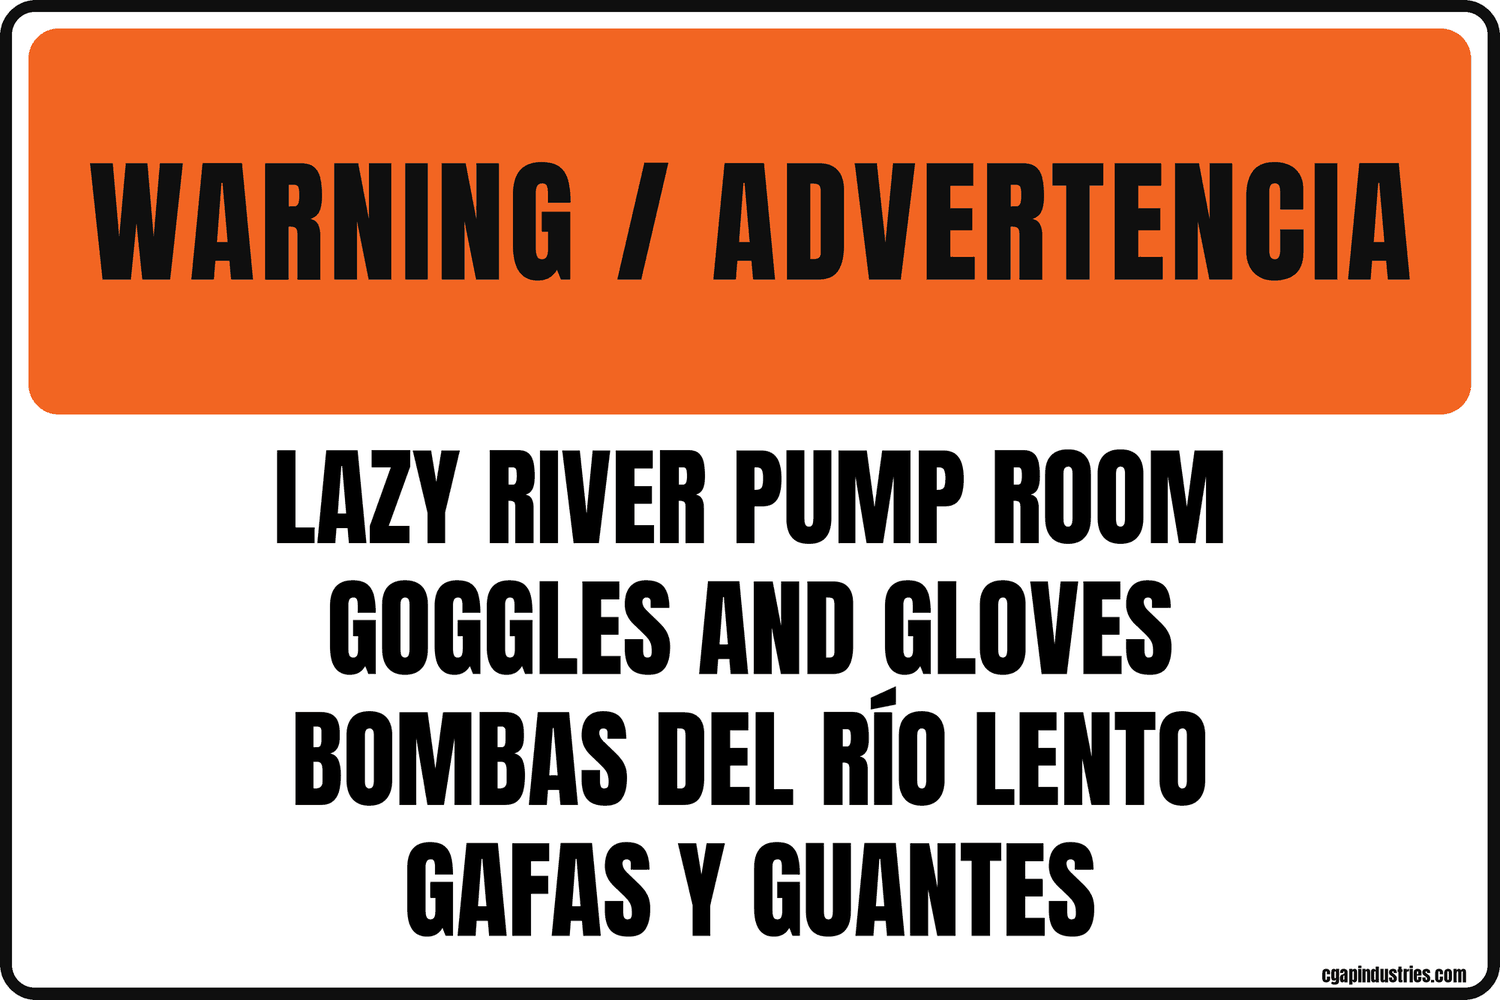 WARNING / ADVERTENCIA
LAZY RIVER PUMP ROOM
GOGGLES AND GLOVES
BOMBAS DEL RÍO LENTO
GAFAS Y GUANTES
cgapindustries.com